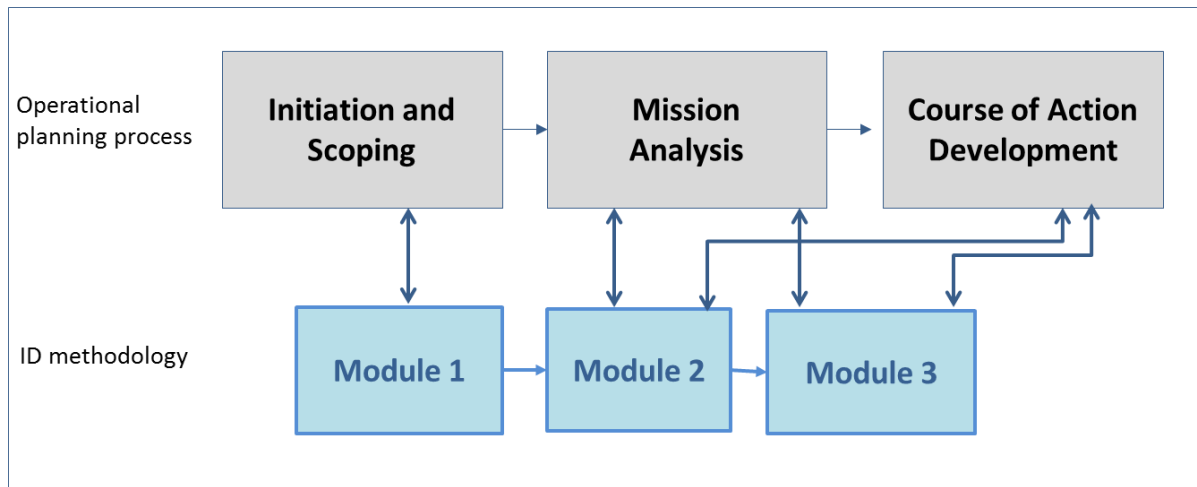 Operational
planning process
Initiation and
Scoping
Mission
Analysis
Course of Action
Development
ID methodology
Module 1
Module 2
Module 3